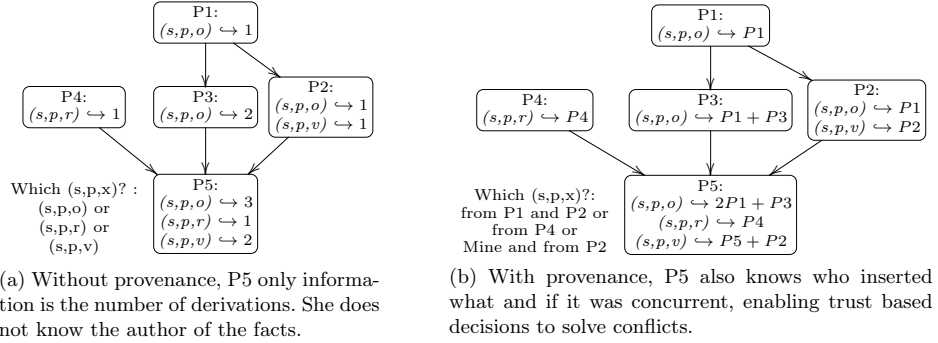 P1:
(s,p,o) ↪ 1
P4:
(s,p,r) ↪ 1
P3:
(s,p,o) ↪ 2
P2:
(s,p,o) ↪ 1
(s,p,v) ↪ 1
Which (s,p,x)? :
(s,p,o) or
(s,p,r) or
(s,p,v)
P5:
(s,p,o) ↪ 3
(s,p,r) ↪ 1
(s,p,v) ↪ 2
(a) Without provenance, P5 only informa-
tion is the number of derivations. She does
not know the author of the facts.
P1:
(s,p,o) ↪ P1
P4:
(s,p,r) ↪ P4
P3:
(s,p,o) ↪ P1 + P3
P2:
(s,p,o) ↪ P1
(s,p,v) ↪ P2
Which (s,p,x)?:
from P1 and P2 or
from P4 or
Mine and from P2
P5:
(s,p,o) ↪ 2P1 + P3
(s,p,r) ↪ P4
(s,p,v) ↪ P5 + P2
(b) With provenance, P5 also knows who inserted
what and if it was concurrent, enabling trust based
decisions to solve conflicts.